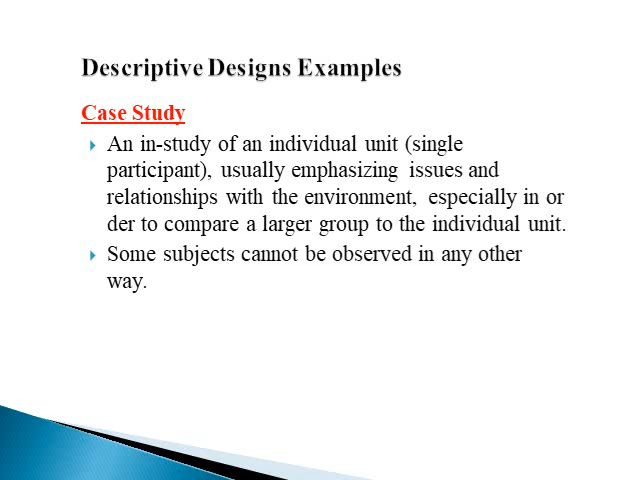 Descriptive Designs Examples
Case Study
An in-study of an individual unit (single
participant), usually emphasizing issues and
relationships with the environment, especially in or
der to compare a larger group to the individual unit.
Some subjects cannot be observed in any other
way.